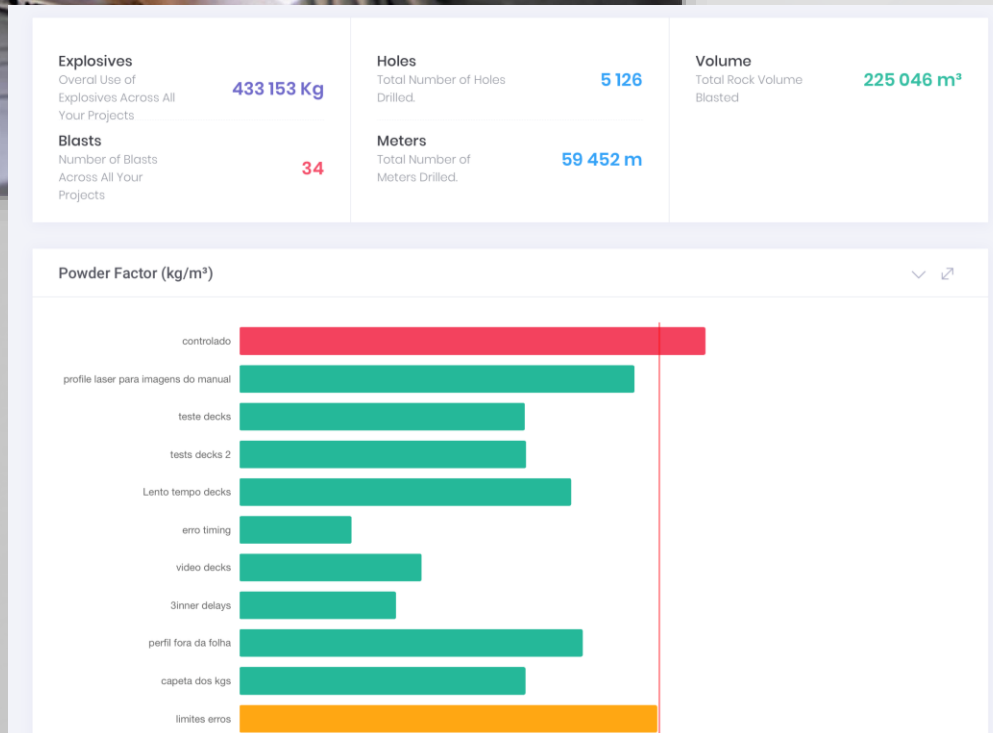 Explosives
Overal Use of
Explosives Across All
Your Projects
433 153 Kg
Blasts
Number of Blasts
Across All Your
Projects
34
Holes
Total Number of Holes
Drilled.
5 126
Meters
Total Number of
Meters Drilled.
59 452 m
Volume
Total Rock Volume
Blasted
225 046 m³
Powder Factor (kg/m³)
controlado
profile laser para imagens do manual
teste decks
tests decks 2
Lento tempo decks
erro timing
video decks
3inner delays
perfil fora da folha
capeta dos kgs
limites erros